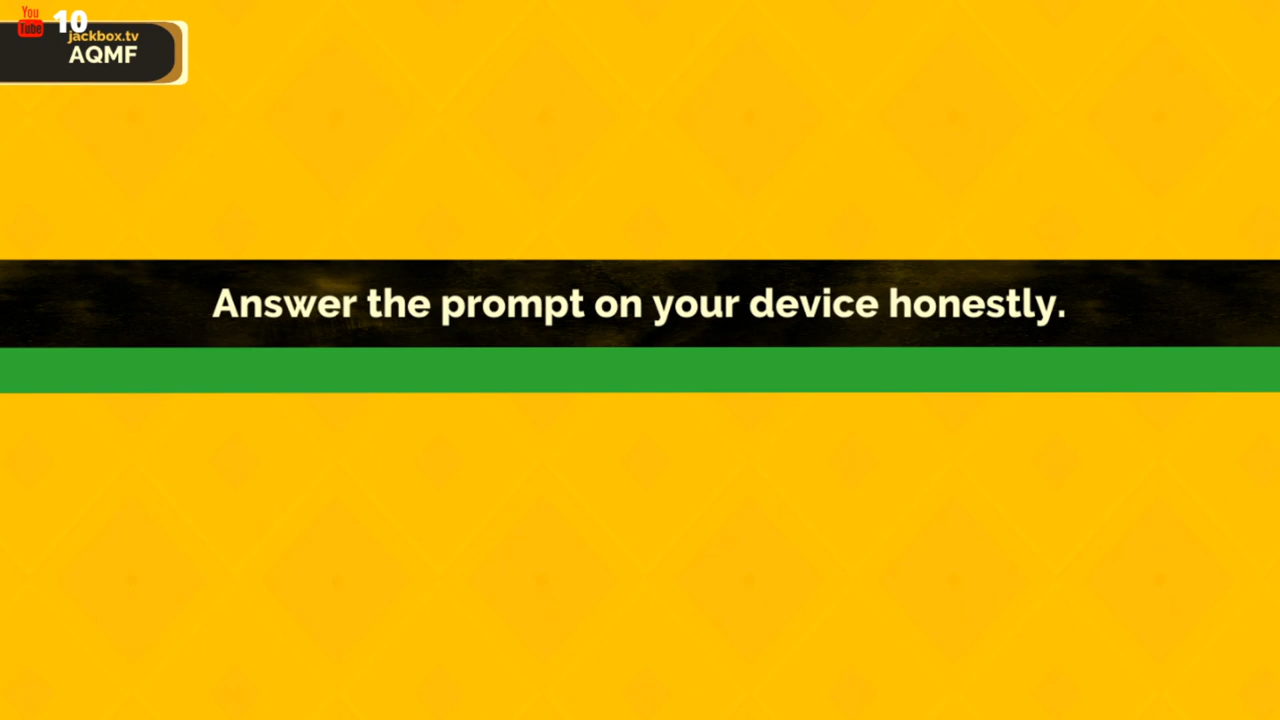 You
Tube 10
jackbox.tv
AQMF
Answer the prompt on your device honestly.